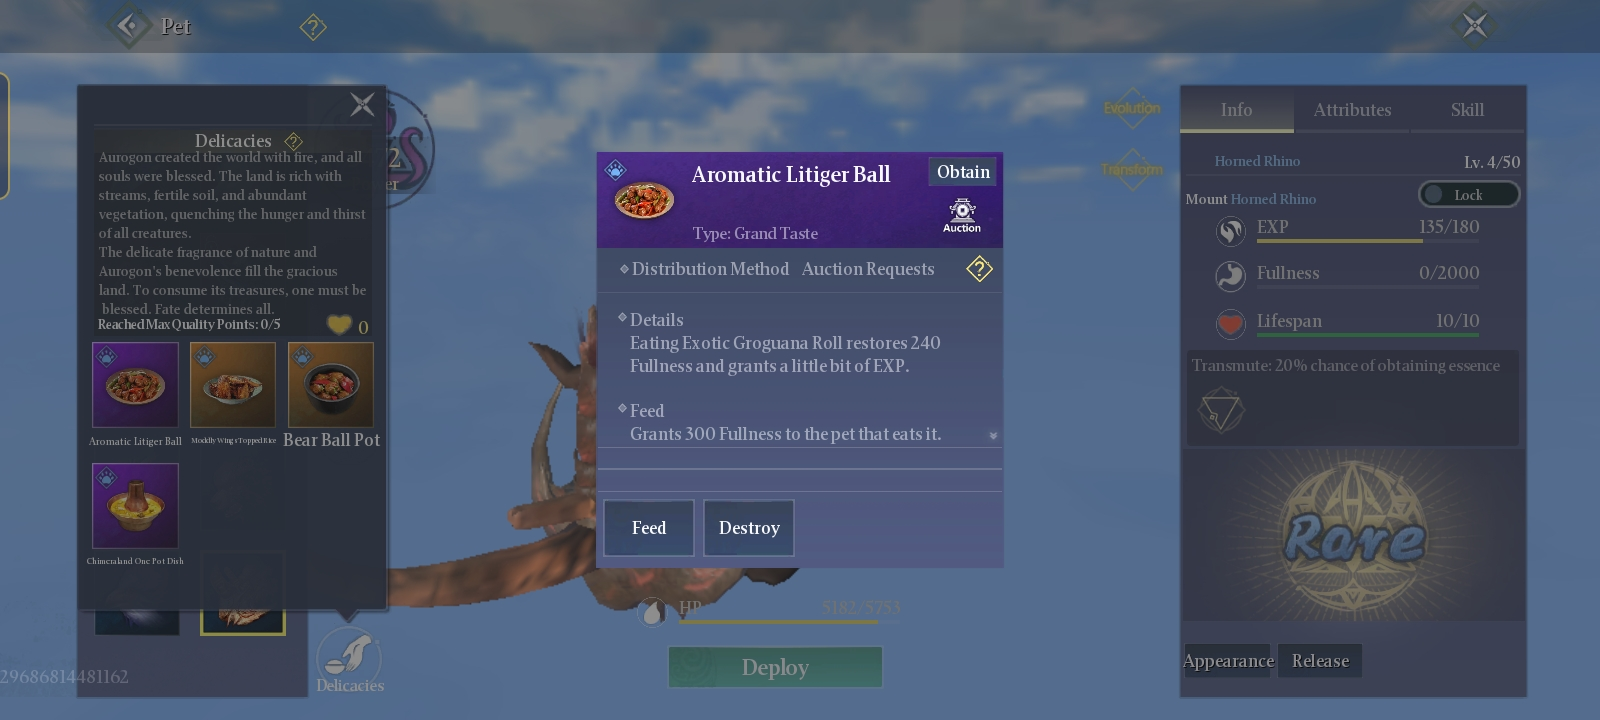 Pet
?
Delicacies ?
Aurogon created the world with fire, and all
souls were blessed. The land is rich with
streams, fertile soil, and abundant
vegetation, quenching the hunger and thirst
of all creatures.
The delicate fragrance of nature and
Aurogon's benevolence fill the gracious
land. To consume its treasures, one must be
blessed. Fate determines all.
Reached Max Quality Points: 0/5
0
Aromatic Litiger Ball
Bear Ball Pot
Chimeraland One Pot Dish
29686814481162
Delicacies
Aromatic Litiger Ball
Obtain
Type: Grand Taste
Auction
Distribution Method Auction Requests ?
Details
Eating Exotic Groguana Roll restores 240
Fullness and grants a little bit of EXP.
Feed
Grants 300 Fullness to the pet that eats it.
Feed
Destroy
HP 5182/5753
Deploy
Evolution
Transform
Info Attributes Skill
Horned Rhino Lv. 4/50
Mount Horned Rhino Lock
EXP 135/180
Fullness 0/2000
Lifespan 10/10
Transmute: 20% chance of obtaining essence
Rare
Appearance Release